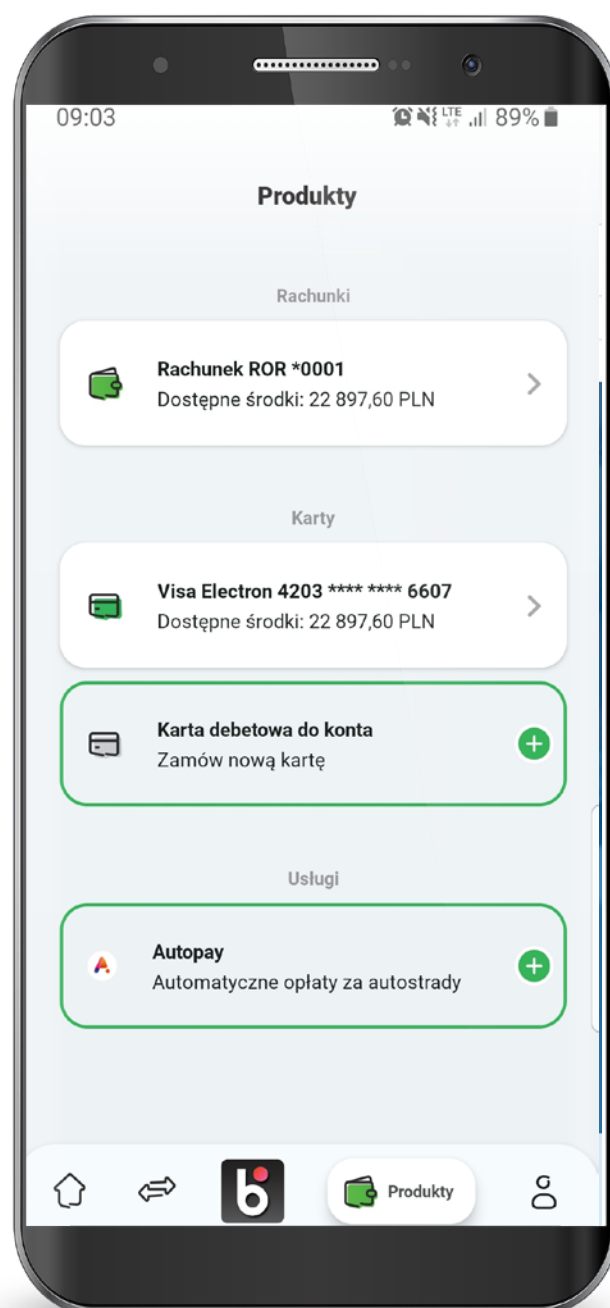 09:03
LTE
89%
Produkty
Rachunki
Rachunek ROR *0001
Dostępne środki: 22 897,60 PLN
Karty
Visa Electron 4203 **** **** 6607
Dostępne środki: 22 897,60 PLN
Karta debetowa do konta
Zamów nową kartę
Usługi
A.
Autopay
Automatyczne opłaty za autostrady
b
Produkty